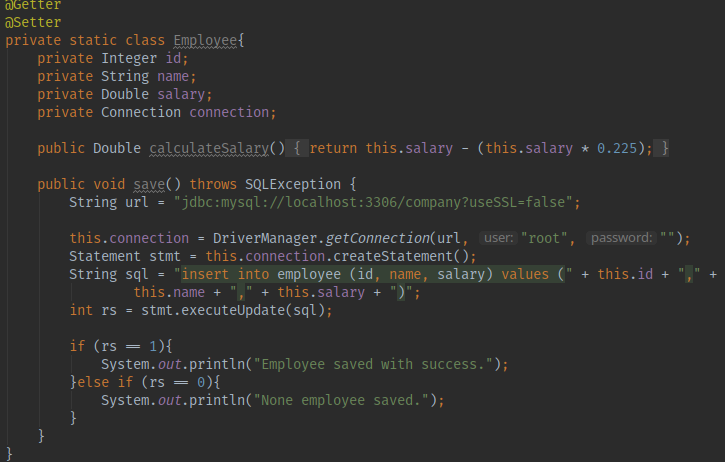 @Getter
@Setter
private static class Employee{
private Integer id;
private String name;
private Double salary;
private Connection connection;
public Double calculateSalary() { return this.salary - (this.salary * 0.225); }
public void save() throws SQLException {
String url = "jdbc:mysql://localhost:3306/company?useSSL=false";
this.connection = DriverManager.getConnection(url, user: "root", password: "");
Statement stmt = this.connection.createStatement();
String sql = "insert into employee (id, name, salary) values (" + this.id + "," +
this.name + "," + this.salary + ")";
int rs = stmt.executeUpdate(sql);
if (rs == 1){
System.out.println("Employee saved with success.");
}else if (rs == 0){
System.out.println("None employee saved.");
}
}
}